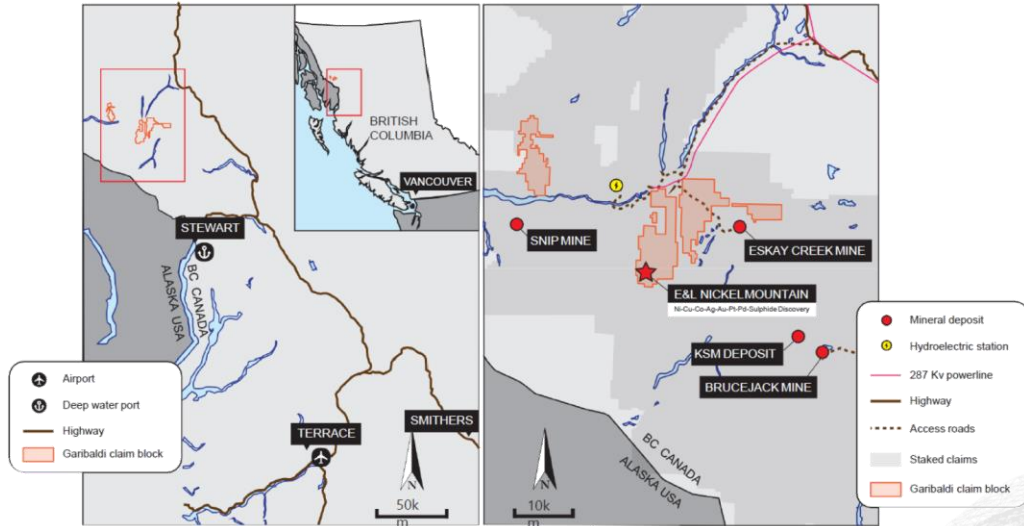 BRITISH
COLUMBIA
VANCOUVER
STEWART
BC CANADA
ALASKA USA
TERRACE
SMITHERS
N
50k
m
Airport
Deep water port
Highway
Garibaldi claim block
SNIP MINE
ESKAY CREEK MINE
E&L NICKELMOUNTAIN
Ni-Cu-Co-Ag-Au-Pt-Pd-Sulphide Discovery
KSM DEPOSIT
BRUCEJACK MINE
BC CANADA
ALASKA USA
N
10k
m
Mineral deposit
Hydroelectric station
287 Kv powerline
Highway
Access roads
Staked claims
Garibaldi claim block